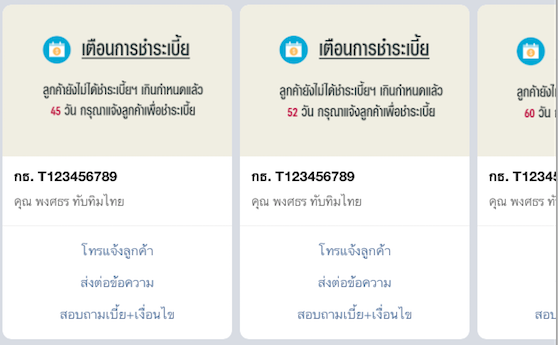 เตือนการชำระเบี้ย
ลูกค้ายังไม่ได้ชำระเบี้ยฯ เกินกำหนดแล้ว
45 วัน กรุณาแจ้งลูกค้าเพื่อชำระเบี้ย
กธ. T123456789
คุณ พงศธร ทับทิมไทย
โทรแจ้งลูกค้า
ส่งต่อข้อความ
สอบถามเบี้ย+เงื่อนไข
เตือนการชำระเบี้ย
ลูกค้ายังไม่ได้ชำระเบี้ยฯ เกินกำหนดแล้ว
52 วัน กรุณาแจ้งลูกค้าเพื่อชำระเบี้ย
กธ. T123456789
คุณ พงศธร ทับทิมไทย
โทรแจ้งลูกค้า
ส่งต่อข้อความ
สอบถามเบี้ย+เงื่อนไข
ลูกค้ายังไ
60 วัน
กธ. T12345
คุณ พงศธร
สอบ